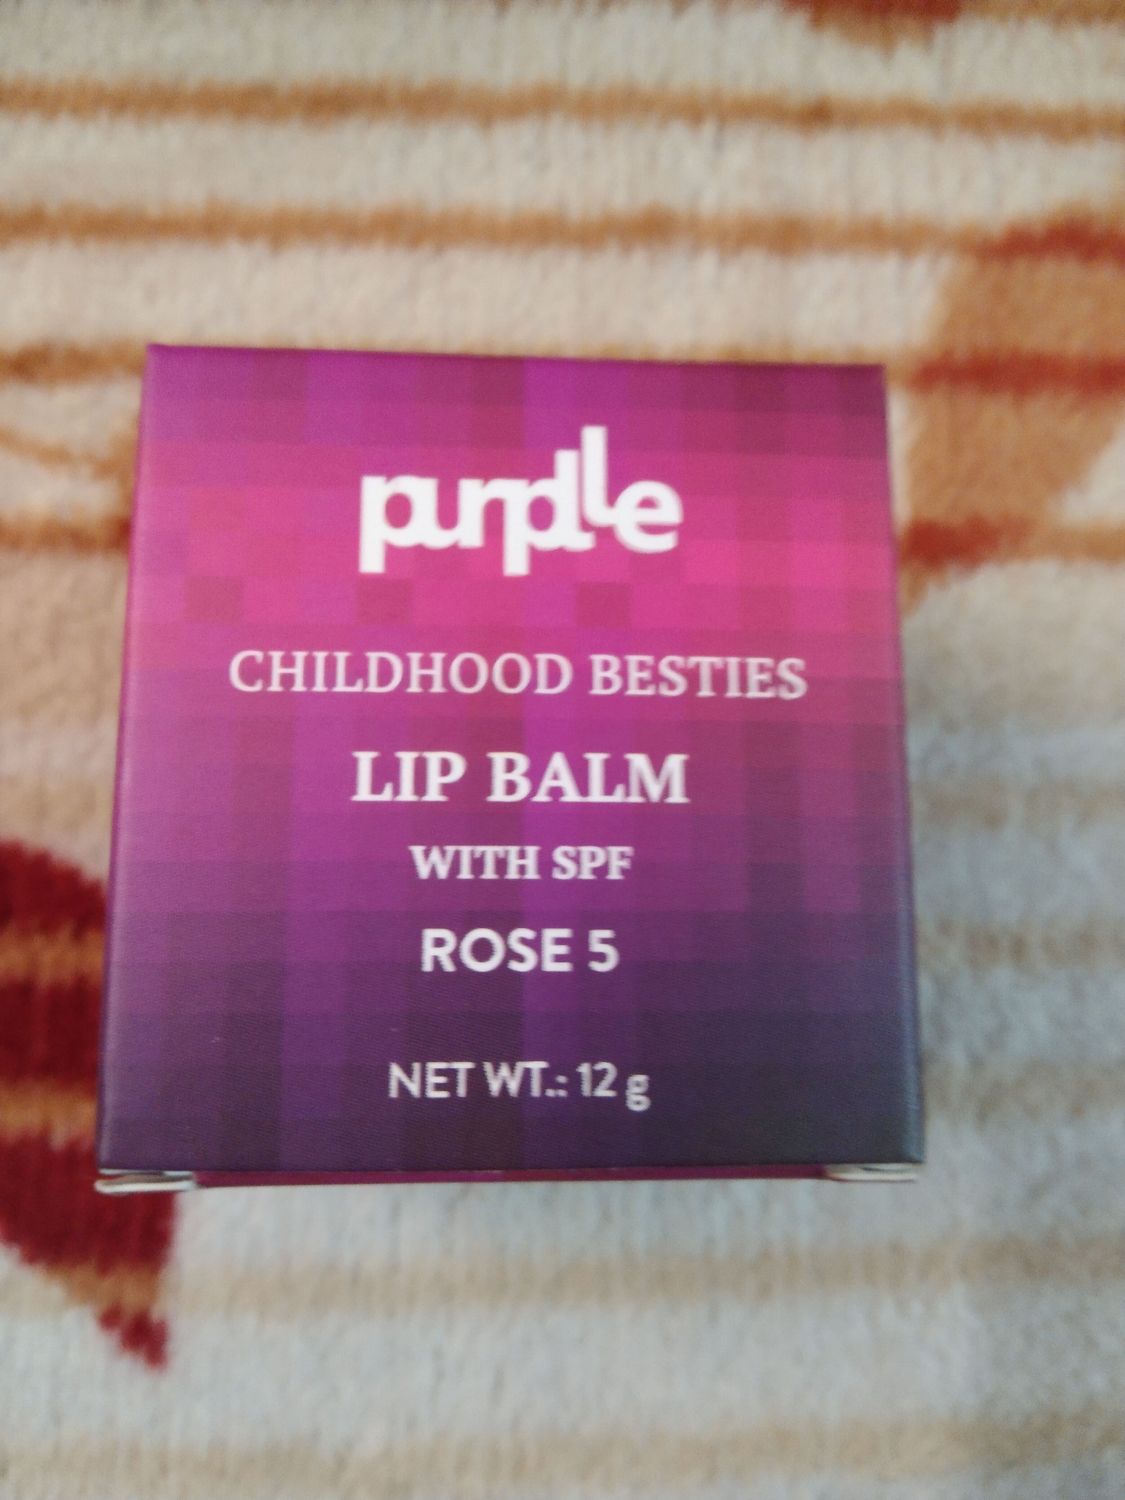 purplle
CHILDHOOD BESTIES
LIP BALM
WITH SPF
ROSE 5
NET WT.: 12 g